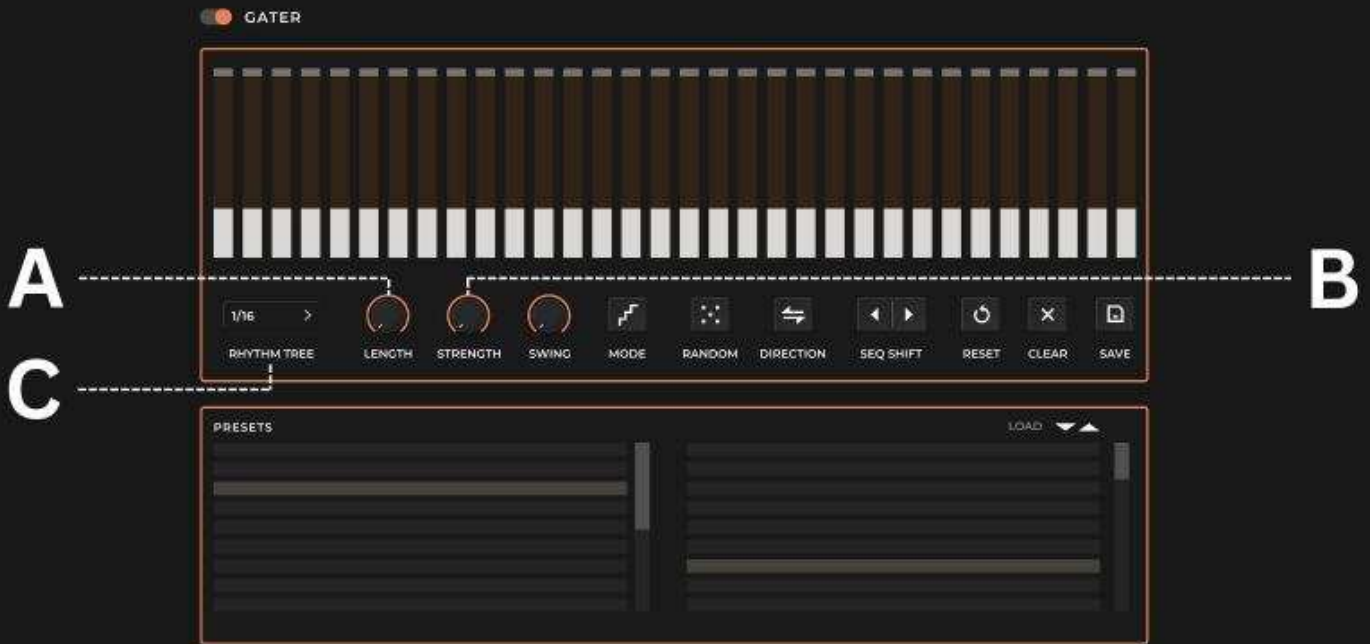 GATER
A
B
1/16 >
RHYTHM TREE LENGTH STRENGTH SWING MODE RANDOM DIRECTION SEQ SHIFT RESET CLEAR SAVE
C
PRESETS LOAD